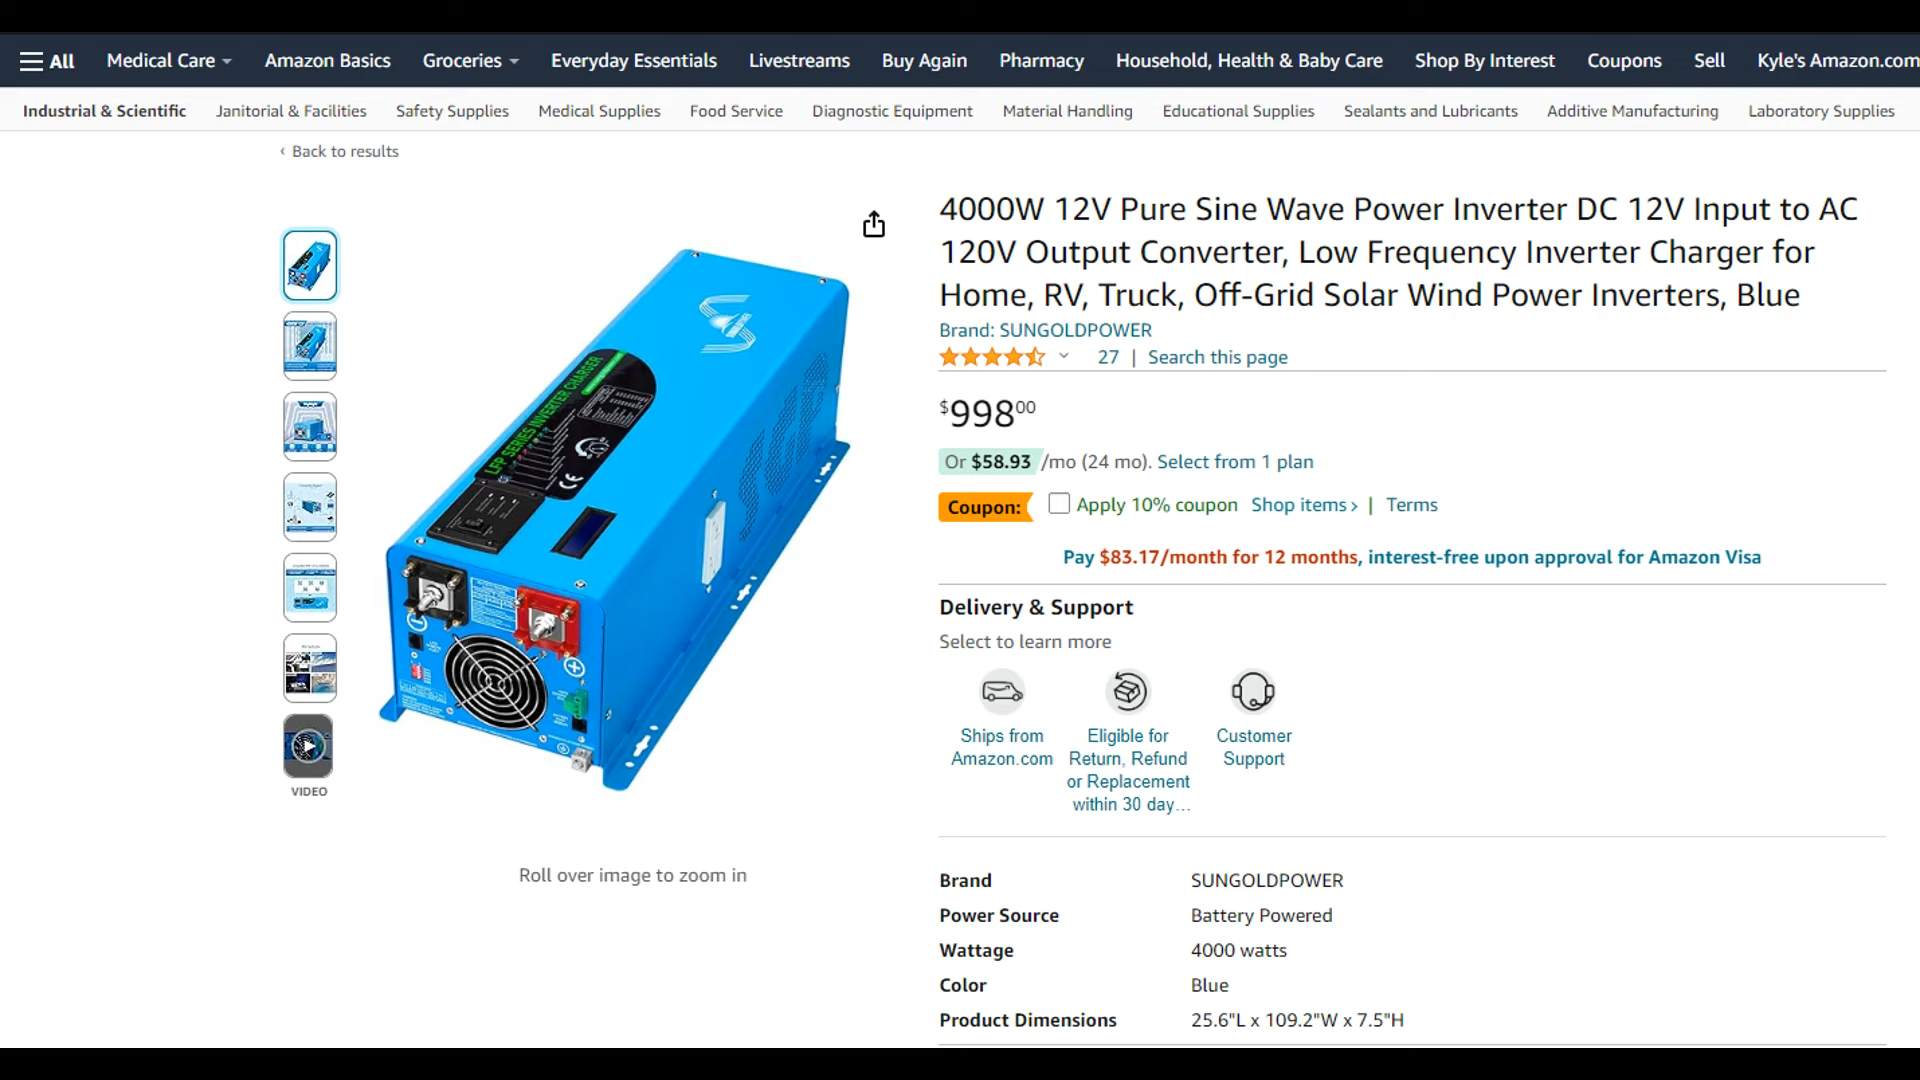 All
Medical Care
Amazon Basics
Groceries
Everyday Essentials
Livestreams
Buy Again
Pharmacy
Household, Health & Baby Care
Shop By Interest
Coupons
Sell
Kyle's Amazon.com
Industrial & Scientific
Janitorial & Facilities
Safety Supplies
Medical Supplies
Food Service
Diagnostic Equipment
Material Handling
Educational Supplies
Sealants and Lubricants
Additive Manufacturing
Laboratory Supplies
‹ Back to results
LFP SERIES INVERTER CHARGER
CE
VIDEO
Roll over image to zoom in
4000W 12V Pure Sine Wave Power Inverter DC 12V Input to AC
120V Output Converter, Low Frequency Inverter Charger for
Home, RV, Truck, Off-Grid Solar Wind Power Inverters, Blue
Brand: SUNGOLDPOWER
27 | Search this page
$99800
Or $58.93 /mo (24 mo). Select from 1 plan
Coupon: Apply 10% coupon Shop items › | Terms
Pay $83.17/month for 12 months, interest-free upon approval for Amazon Visa
Delivery & Support
Select to learn more
Ships from
Amazon.com
Eligible for
Return, Refund
or Replacement
within 30 day...
Customer
Support
Brand SUNGOLDPOWER
Power Source Battery Powered
Wattage 4000 watts
Color Blue
Product Dimensions 25.6"L x 109.2"W x 7.5"H